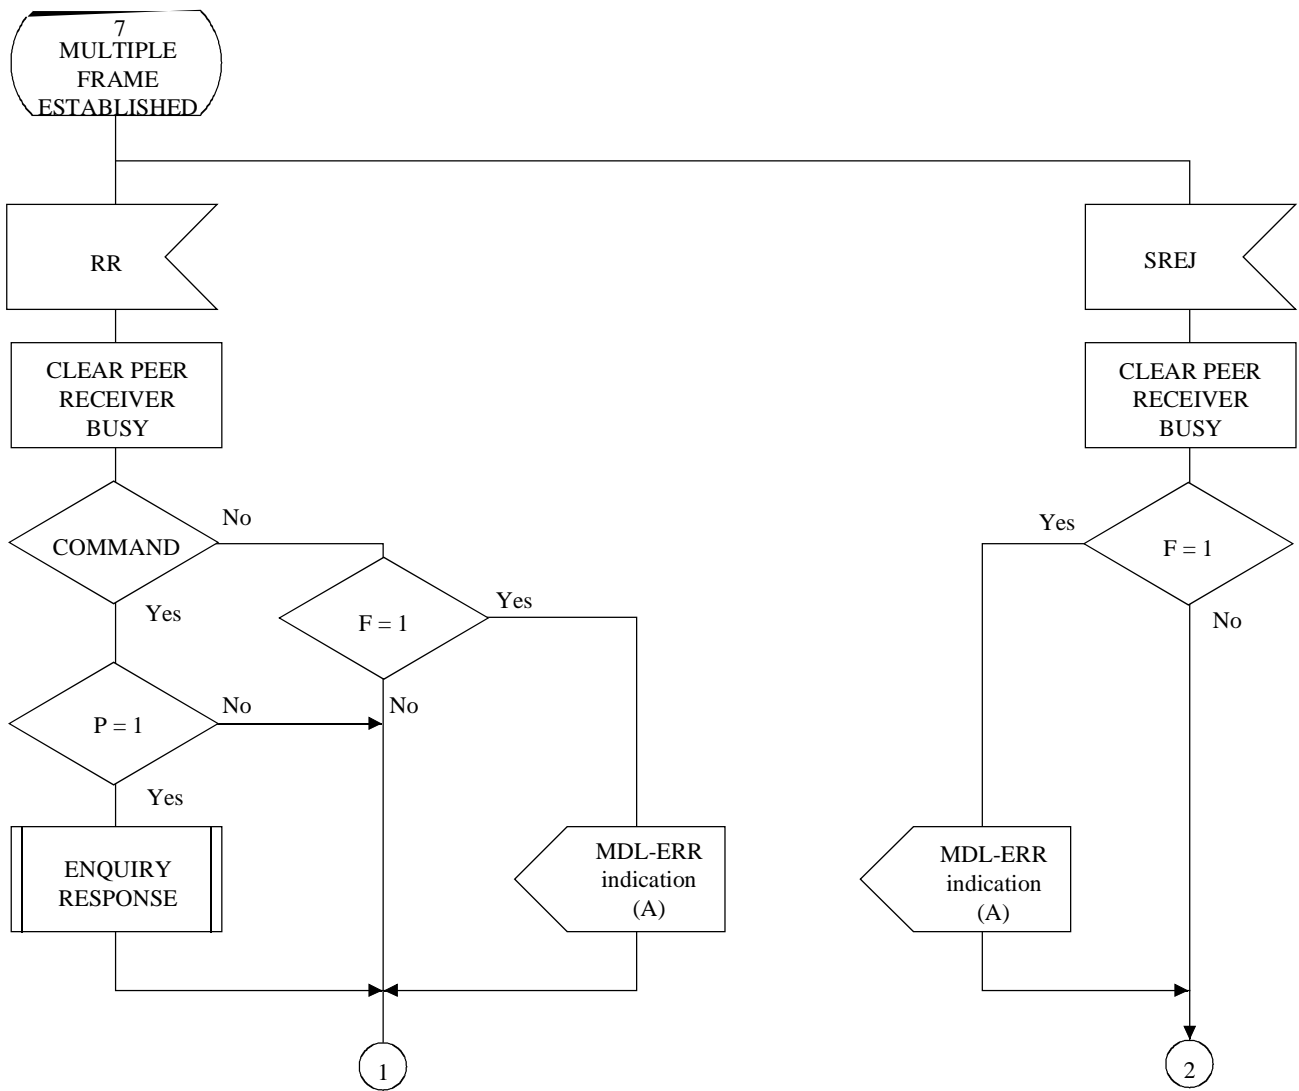 7
MULTIPLE
FRAME
ESTABLISHED
RR
SREJ
CLEAR PEER
RECEIVER
BUSY
CLEAR PEER
RECEIVER
BUSY
COMMAND
No
Yes
F = 1
Yes
No
Yes
F = 1
No
P = 1
No
Yes
ENQUIRY
RESPONSE
MDL-ERR
indication
(A)
MDL-ERR
indication
(A)
1
2